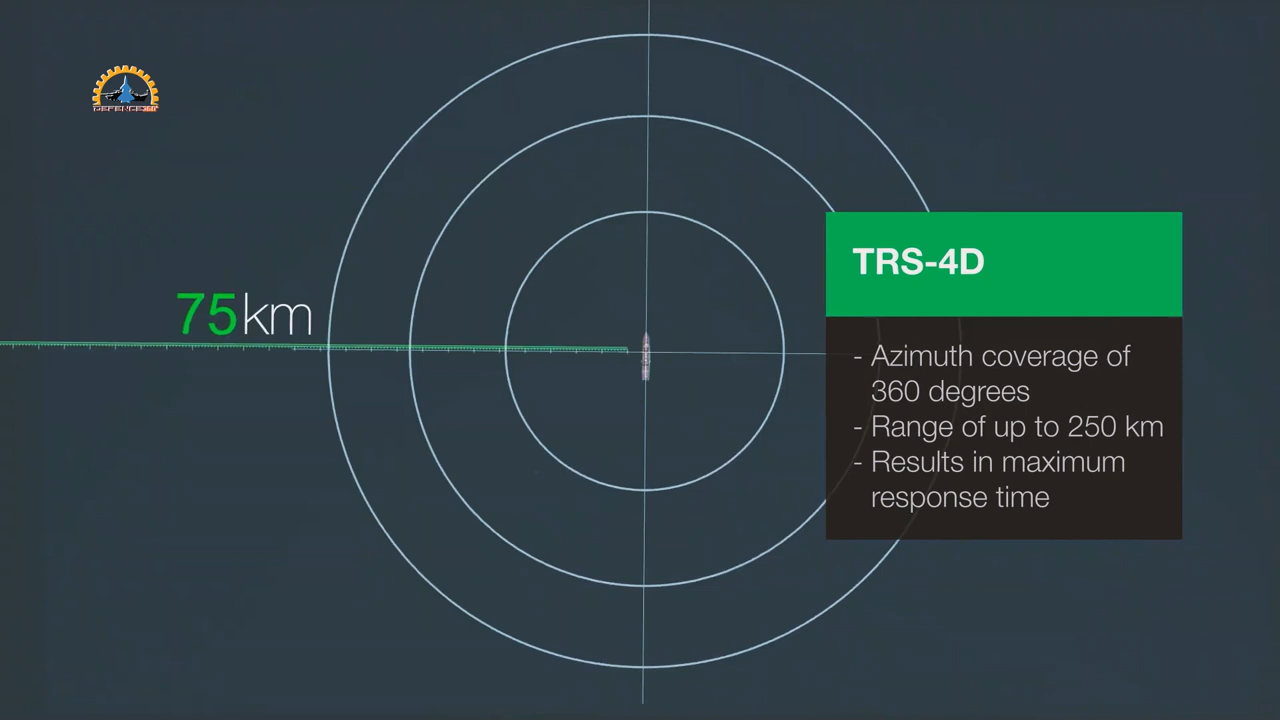 DEFENCE360°
75km
TRS-4D
- Azimuth coverage of
360 degrees
- Range of up to 250 km
- Results in maximum
response time